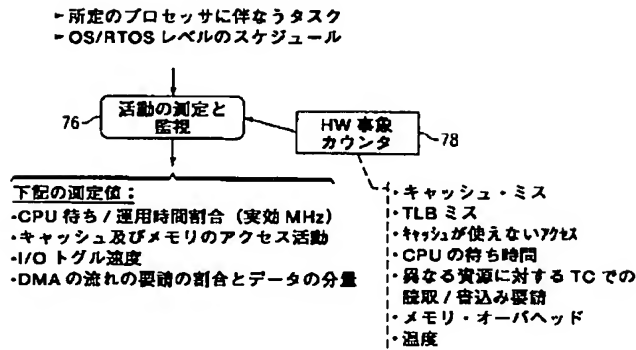 ➤ 所定のプロセッサに伴なうタスク
➤ OS/RTOS レベルのスケジュール
76
活動の測定と
監視
HW 事象
カウンタ
78
下記の測定値：
・CPU 待ち / 運用時間割合（実効 MHz）
・キャッシュ及びメモリのアクセス活動
・I/O トグル速度
・DMA の流れの要請の割合とデータの分量
・キャッシュ・ミス
・TLB ミス
・キャッシュが使えないアクセス
・CPU の待ち時間
・異なる資源に対する TC での
読取 / 書込み要請
・メモリ・オーバヘッド
・温度